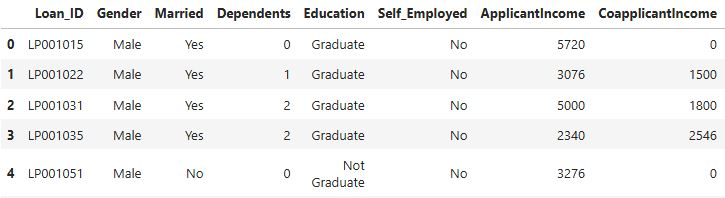 Loan_ID Gender Married Dependents Education Self_Employed ApplicantIncome CoapplicantIncome
0 LP001015 Male Yes 0 Graduate No 5720 0
1 LP001022 Male Yes 1 Graduate No 3076 1500
2 LP001031 Male Yes 2 Graduate No 5000 1800
3 LP001035 Male Yes 2 Graduate No 2340 2546
4 LP001051 Male No 0 Not Graduate No 3276 0